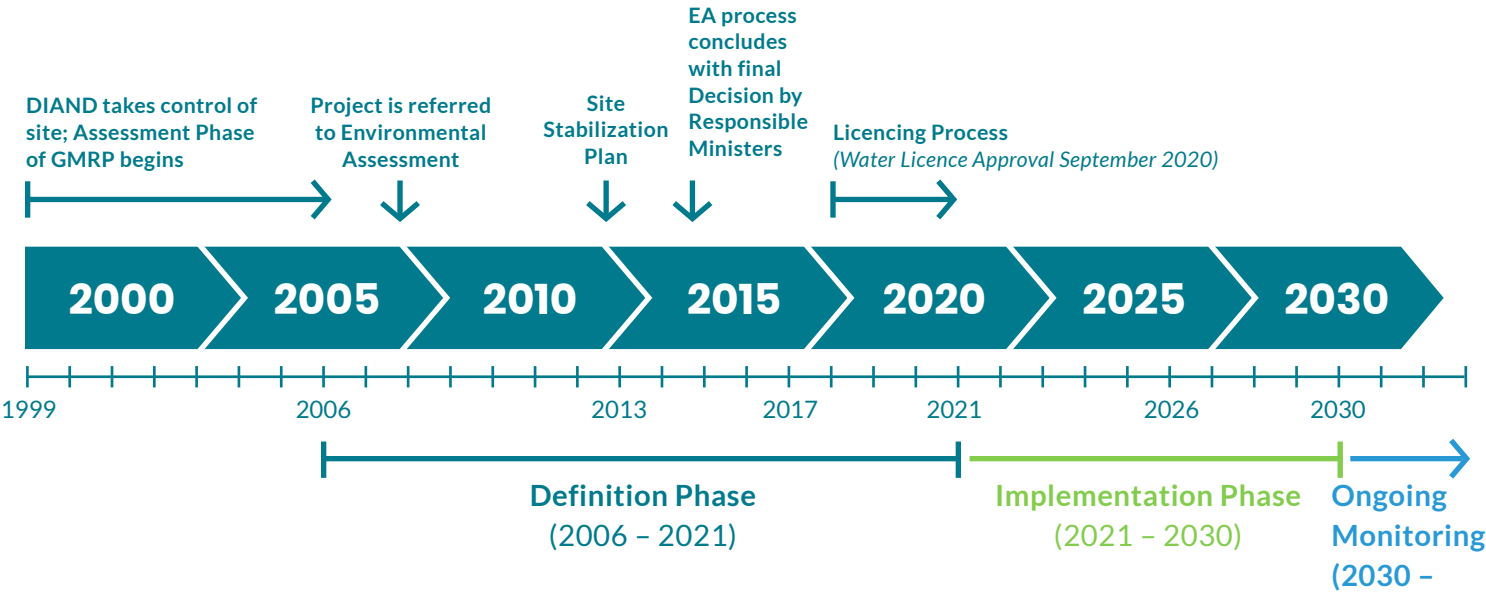 EA process
concludes
with final
Decision by
Responsible
Ministers
DIAND takes control of
site; Assessment Phase
of GMRP begins
Project is referred
to Environmental
Assessment
Site
Stabilization
Plan
Licencing Process
(Water Licence Approval September 2020)
2000 2005 2010 2015 2020 2025 2030
1999 2006 2013 2017 2021 2026 2030
Definition Phase
(2006 – 2021)
Implementation Phase
(2021 – 2030)
Ongoing
Monitoring
(2030 –